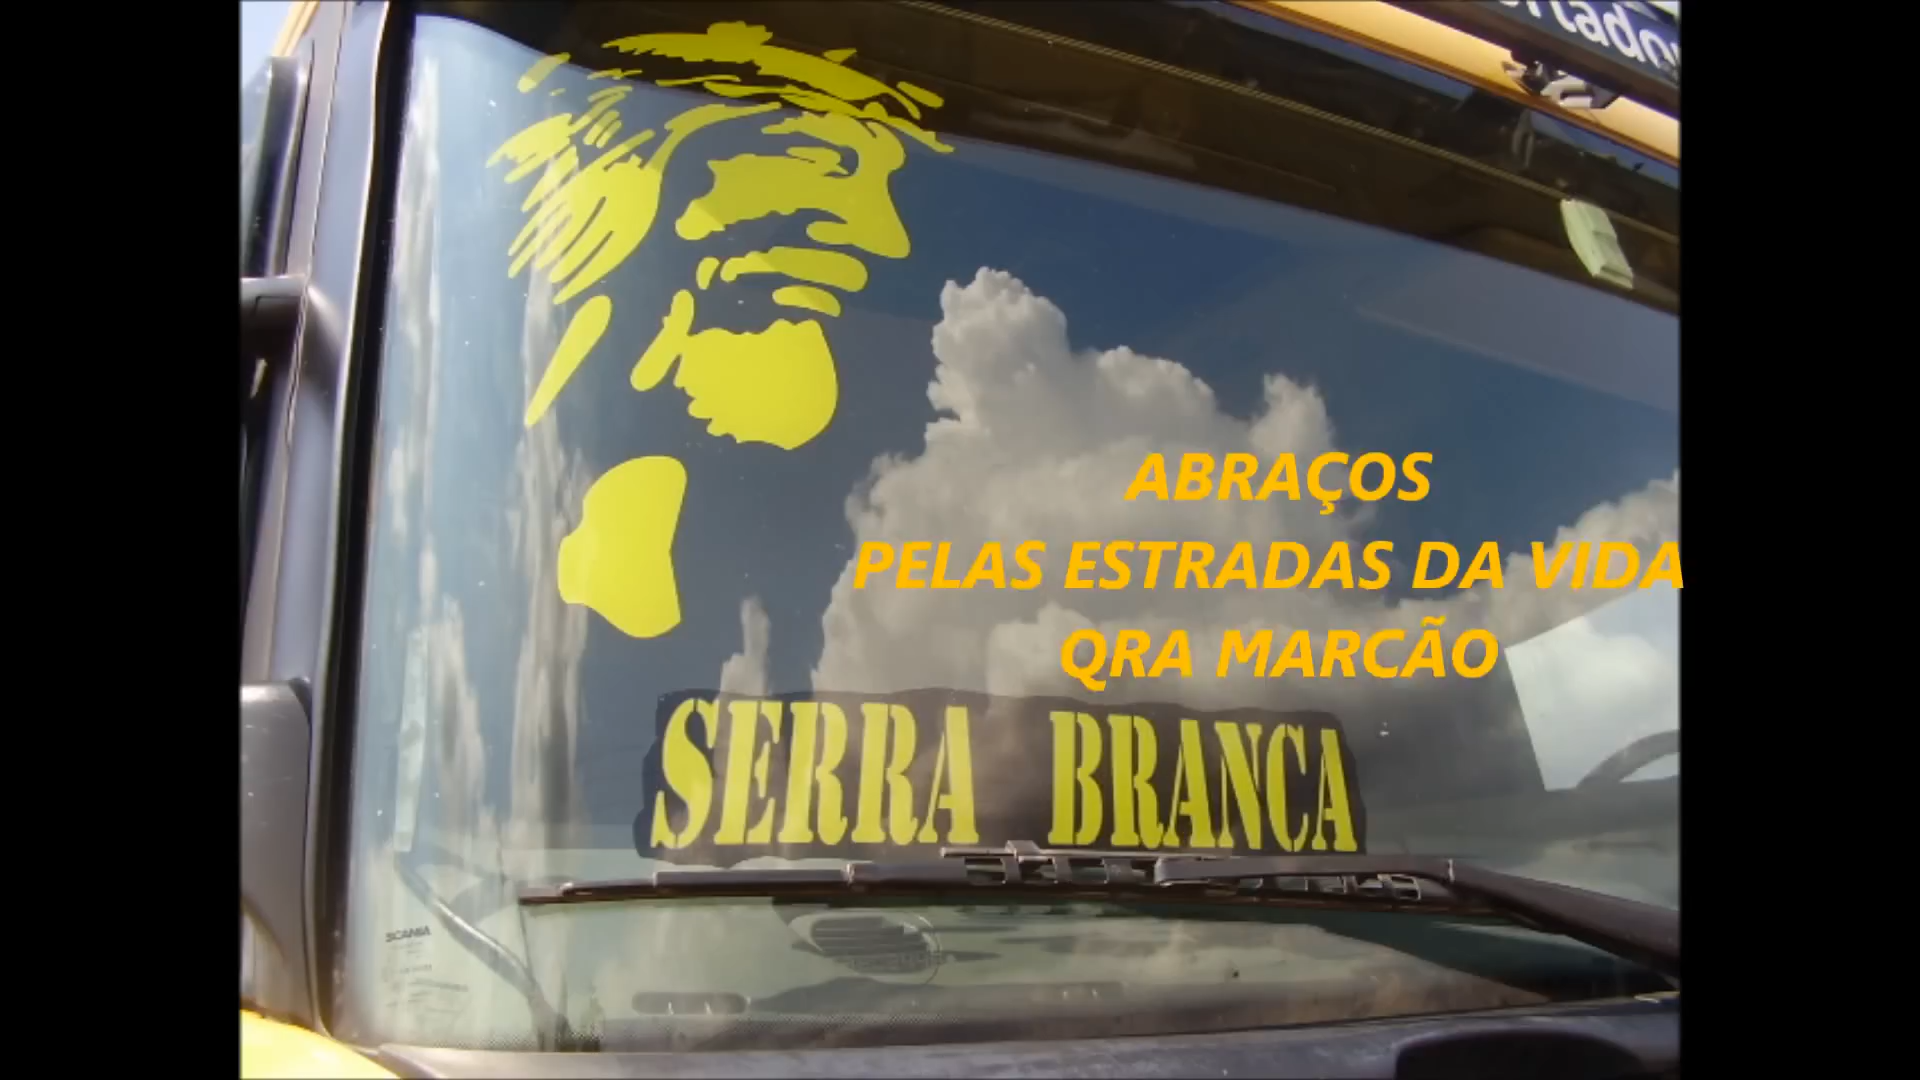 ABRAÇOS
PELAS ESTRADAS DA VIDA
QRA MARCÃO
SERRA BRANCA
SCANIA